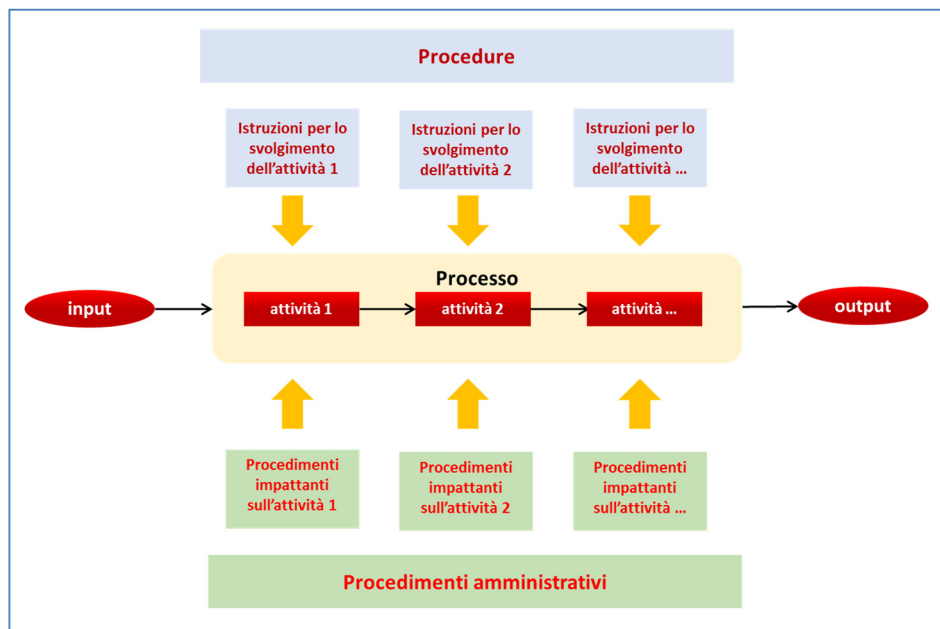 Procedure
Istruzioni per lo
svolgimento
dell'attività 1
Istruzioni per lo
svolgimento
dell'attività 2
Istruzioni per lo
svolgimento
dell'attività ...
Processo
input
attività 1
attività 2
attività ...
output
Procedimenti
impattanti
sull'attività 1
Procedimenti
impattanti
sull'attività 2
Procedimenti
impattanti
sull'attività ...
Procedimenti amministrativi